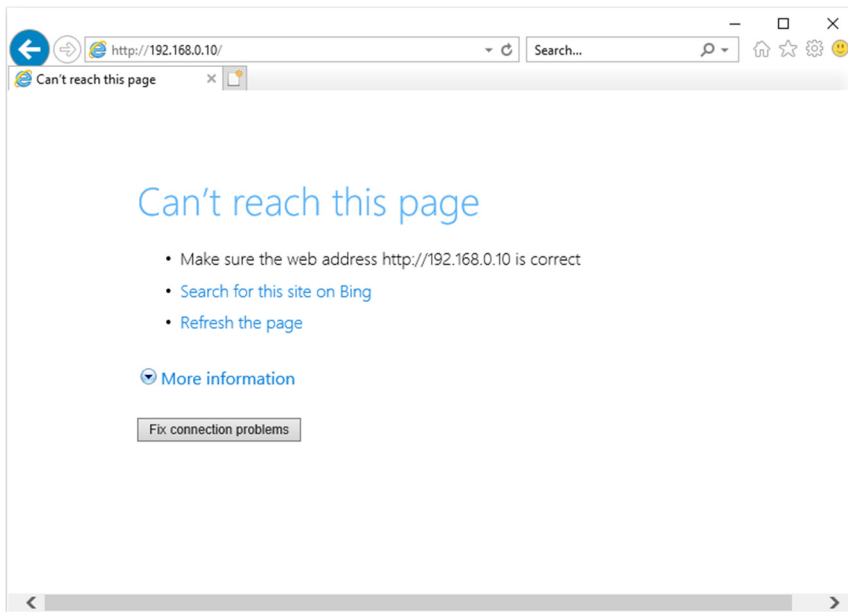 http://192.168.0.10/
Search...
Can't reach this page
Can't reach this page
• Make sure the web address http://192.168.0.10 is correct
• Search for this site on Bing
• Refresh the page
More information
Fix connection problems